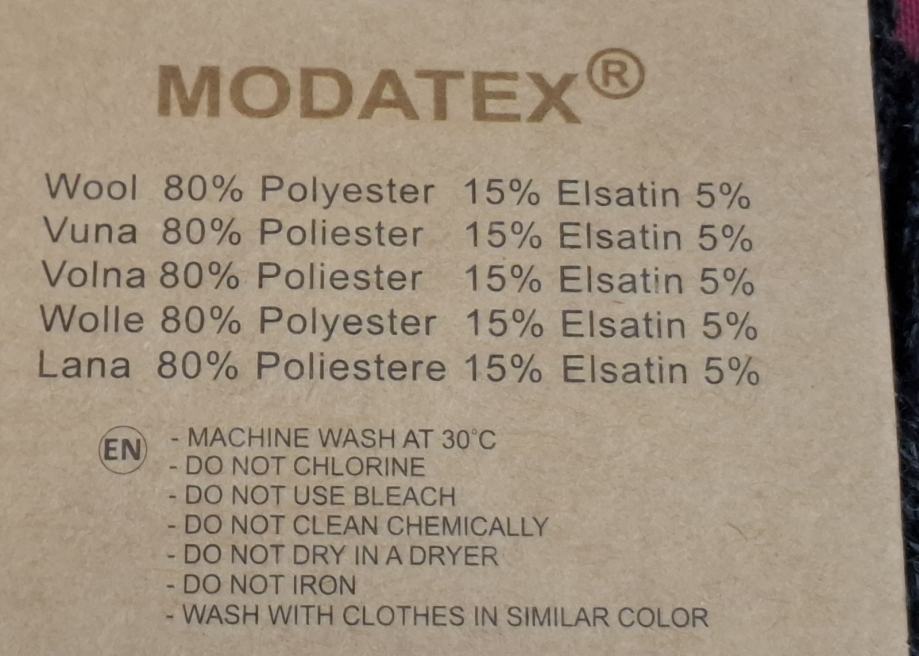 MODATEX®
Wool 80% Polyester 15% Elsatin 5%
Vuna 80% Poliester 15% Elsatin 5%
Volna 80% Poliester 15% Elsatin 5%
Wolle 80% Polyester 15% Elsatin 5%
Lana 80% Poliestere 15% Elsatin 5%
EN - MACHINE WASH AT 30°C
- DO NOT CHLORINE
- DO NOT USE BLEACH
- DO NOT CLEAN CHEMICALLY
- DO NOT DRY IN A DRYER
- DO NOT IRON
- WASH WITH CLOTHES IN SIMILAR COLOR